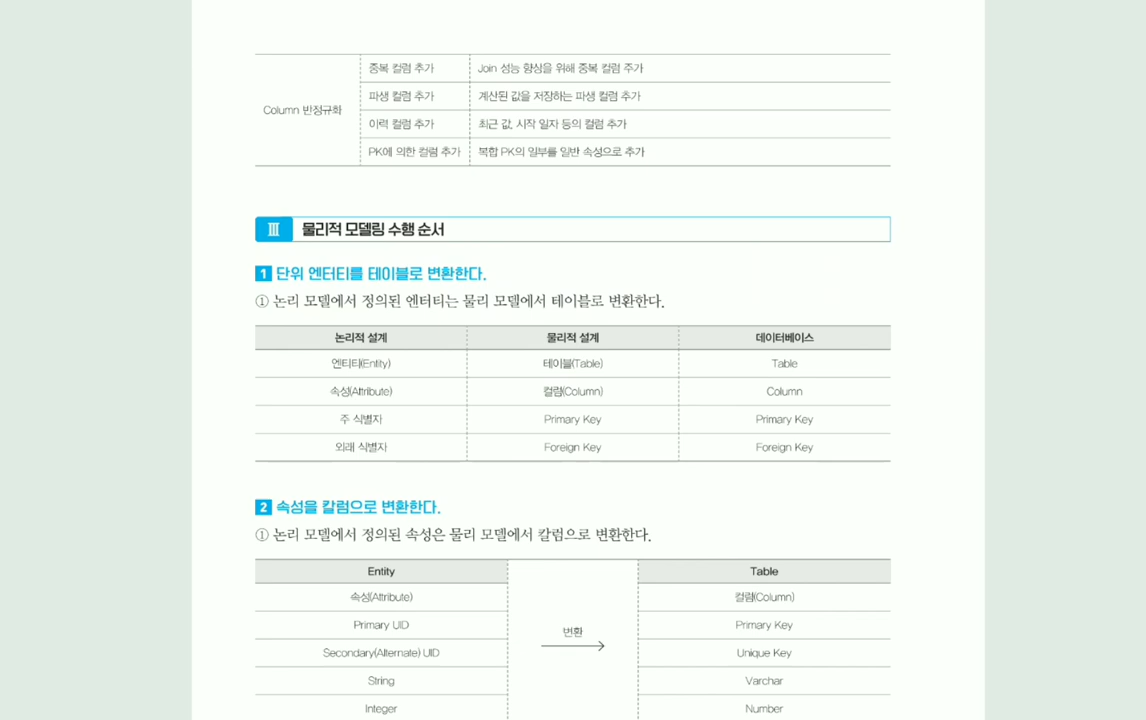 Column 반정규화
중복 컬럼 추가 Join 성능 향상을 위해 중복 컬럼 추가
파생 컬럼 추가 계산된 값을 저장하는 파생 컬럼 추가
이력 컬럼 추가 최근 값, 시작 일자 등의 컬럼 추가
PK에 의한 컬럼 추가 복합 PK의 일부를 일반 속성으로 추가
Ⅲ 물리적 모델링 수행 순서
1 단위 엔터티를 테이블로 변환한다.
① 논리 모델에서 정의된 엔터티는 물리 모델에서 테이블로 변환한다.
논리적 설계 물리적 설계 데이터베이스
엔티티(Entity) 테이블(Table) Table
속성(Attribute) 컬럼(Column) Column
주 식별자 Primary Key Primary Key
외래 식별자 Foreign Key Foreign Key
2 속성을 칼럼으로 변환한다.
① 논리 모델에서 정의된 속성은 물리 모델에서 칼럼으로 변환한다.
Entity Table
속성(Attribute) 컬럼(Column)
Primary UID Primary Key
변환
Secondary(Alternate) UID Unique Key
String Varchar
Integer Number